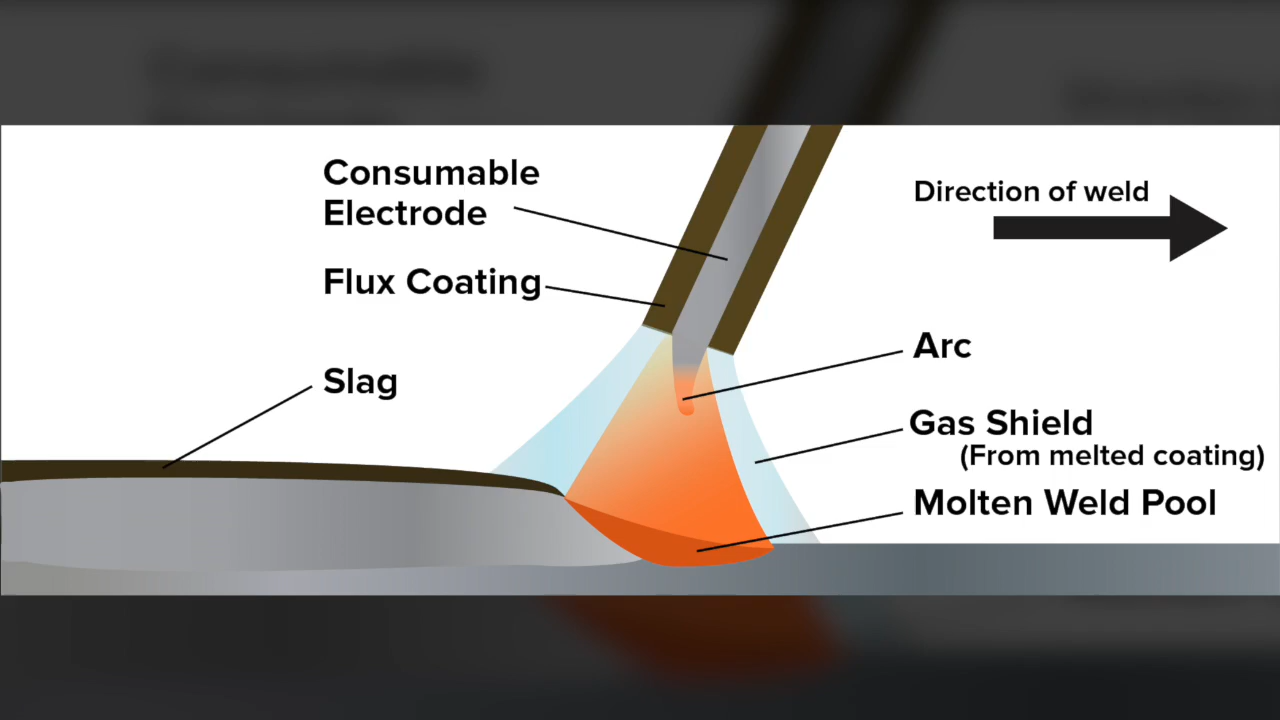 Consumable
Electrode
Flux Coating
Slag
Direction of weld
Arc
Gas Shield
(From melted coating)
Molten Weld Pool